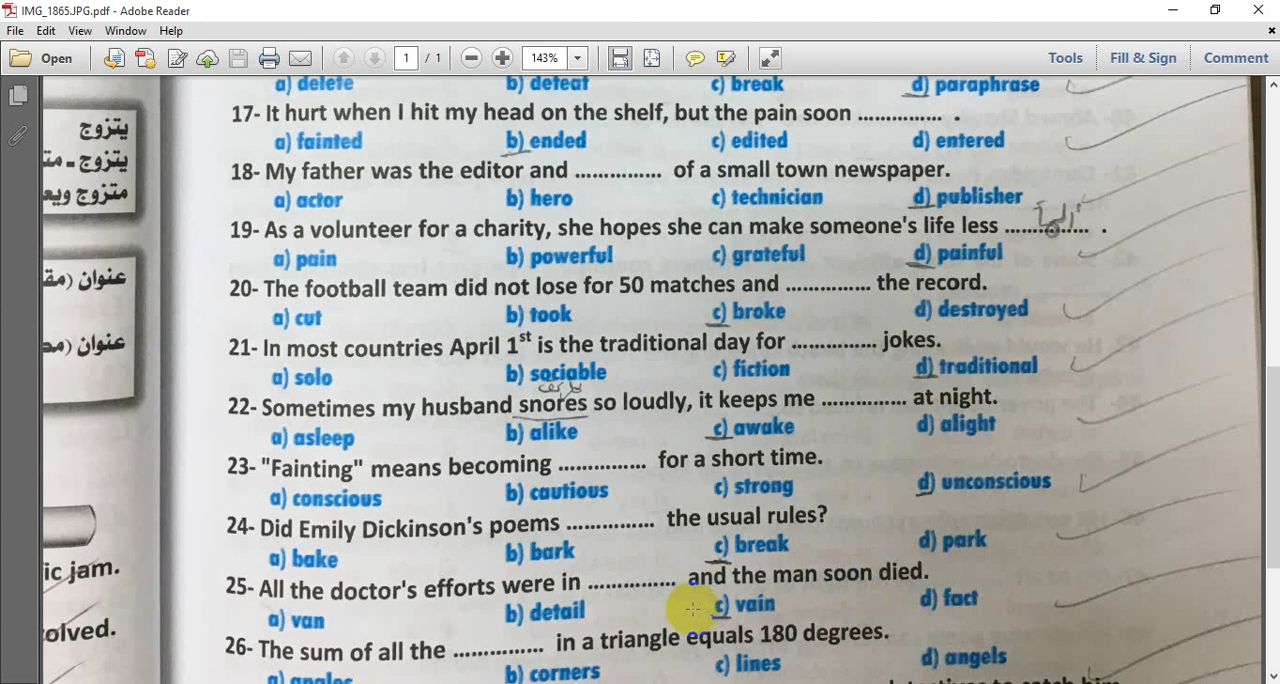 IMG_1865.JPG.pdf - Adobe Reader
File Edit View Window Help
Open 1 / 1 143% Tools Fill & Sign Comment
a) delete b) defeat c) break d) paraphrase
17- It hurt when I hit my head on the shelf, but the pain soon ............... .
a) fainted b) ended c) edited d) entered
18- My father was the editor and ............... of a small town newspaper.
a) actor b) hero c) technician d) publisher
19- As a volunteer for a charity, she hopes she can make someone's life less ............... .
a) pain b) powerful c) grateful d) painful
20- The football team did not lose for 50 matches and ............... the record.
a) cut b) took c) broke d) destroyed
21- In most countries April 1st is the traditional day for ............... jokes.
a) solo b) sociable c) fiction d) traditional
22- Sometimes my husband snores so loudly, it keeps me ............... at night.
a) asleep b) alike c) awake d) alight
23- "Fainting" means becoming ............... for a short time.
a) conscious b) cautious c) strong d) unconscious
24- Did Emily Dickinson's poems ............... the usual rules?
a) bake b) bark c) break d) park
25- All the doctor's efforts were in ............... and the man soon died.
a) van b) detail c) vain d) fact
26- The sum of all the ............... in a triangle equals 180 degrees.
a) angles b) corners c) lines d) angels
يتزوج
يتزوج - مت
متزوج ويع
عنوان (مق
عنوان (مض
ic jam.
olved.